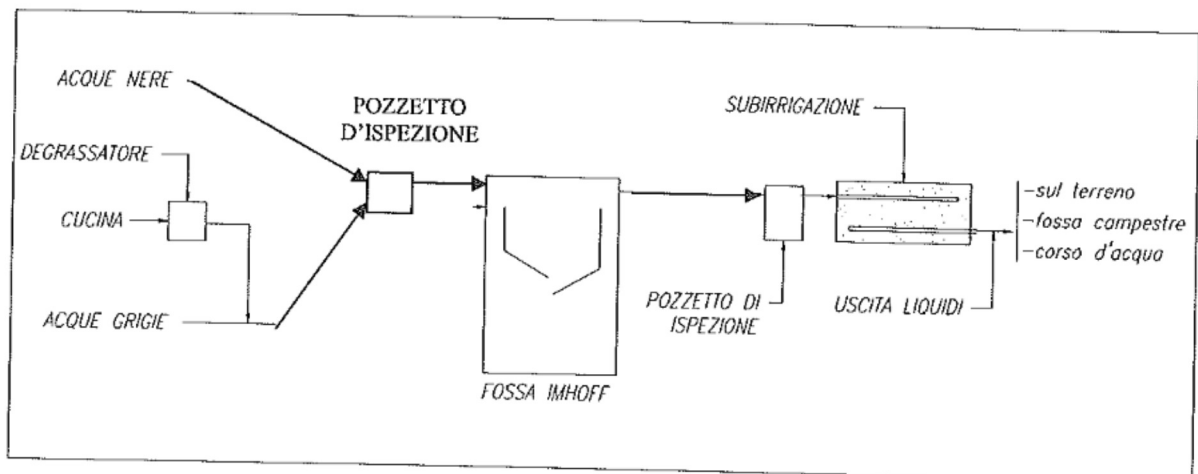 ACQUE NERE
POZZETTO
D'ISPEZIONE
SUBIRRIGAZIONE
DEGRASSATORE
CUCINA
-sul terreno
-fossa campestre
-corso d'acqua
ACQUE GRIGIE
POZZETTO DI
ISPEZIONE
USCITA LIQUIDI
FOSSA IMHOFF